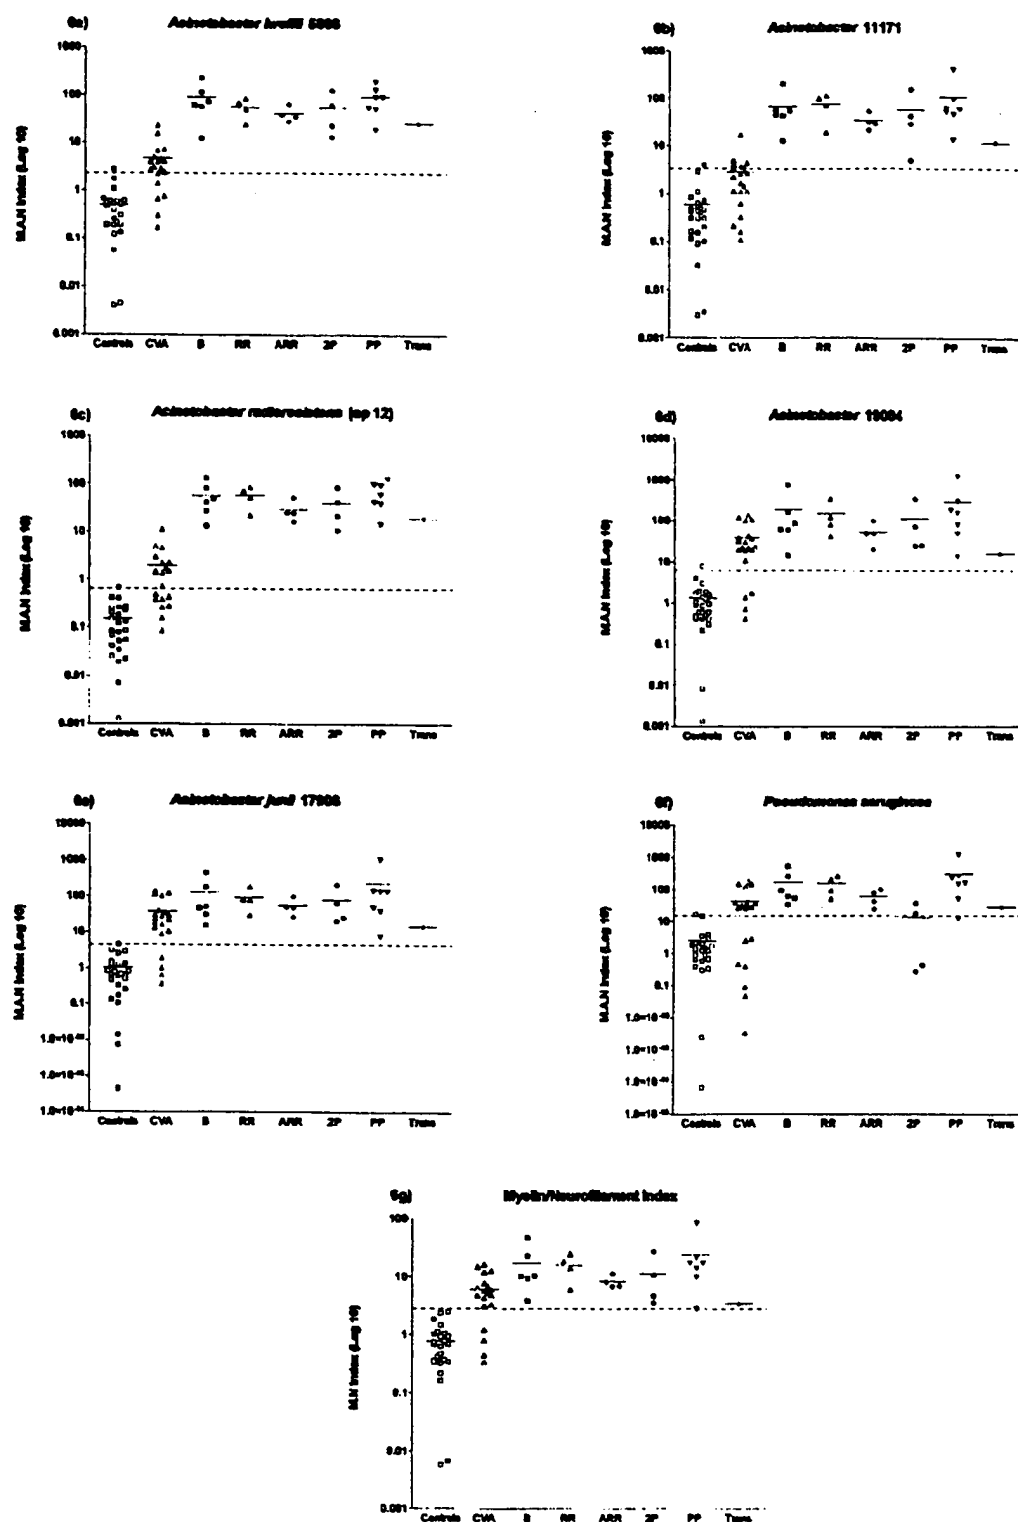 6a) Acinetobacter lwoffii 5866
M.A.N Index (Log 10)
1000
100
10
1
0.1
0.01
0.001
Controls CVA B RR ARR 2P PP Trans
6b) Acinetobacter 11171
M.A.N Index (Log 10)
1000
100
10
1
0.1
0.01
0.001
Controls CVA B RR ARR 2P PP Trans
6c) Acinetobacter radioresistens (sp 12)
M.A.N Index (Log 10)
1000
100
10
1
0.1
0.01
0.001
Controls CVA B RR ARR 2P PP Trans
6d) Acinetobacter 19004
M.A.N Index (Log 10)
10000
1000
100
10
1
0.1
0.01
0.001
Controls CVA B RR ARR 2P PP Trans
6e) Acinetobacter junii 17908
M.A.N Index (Log 10)
10000
1000
100
10
1
0.1
Controls CVA B RR ARR 2P PP Trans
6f) Pseudomonas aeruginosa
M.A.N Index (Log 10)
10000
1000
100
10
1
0.1
Controls CVA B RR ARR 2P PP Trans
6g) Myelin/Neurofilament Index
M.N Index (Log 10)
100
10
1
0.1
0.01
0.001
Controls CVA B RR ARR 2P PP Trans